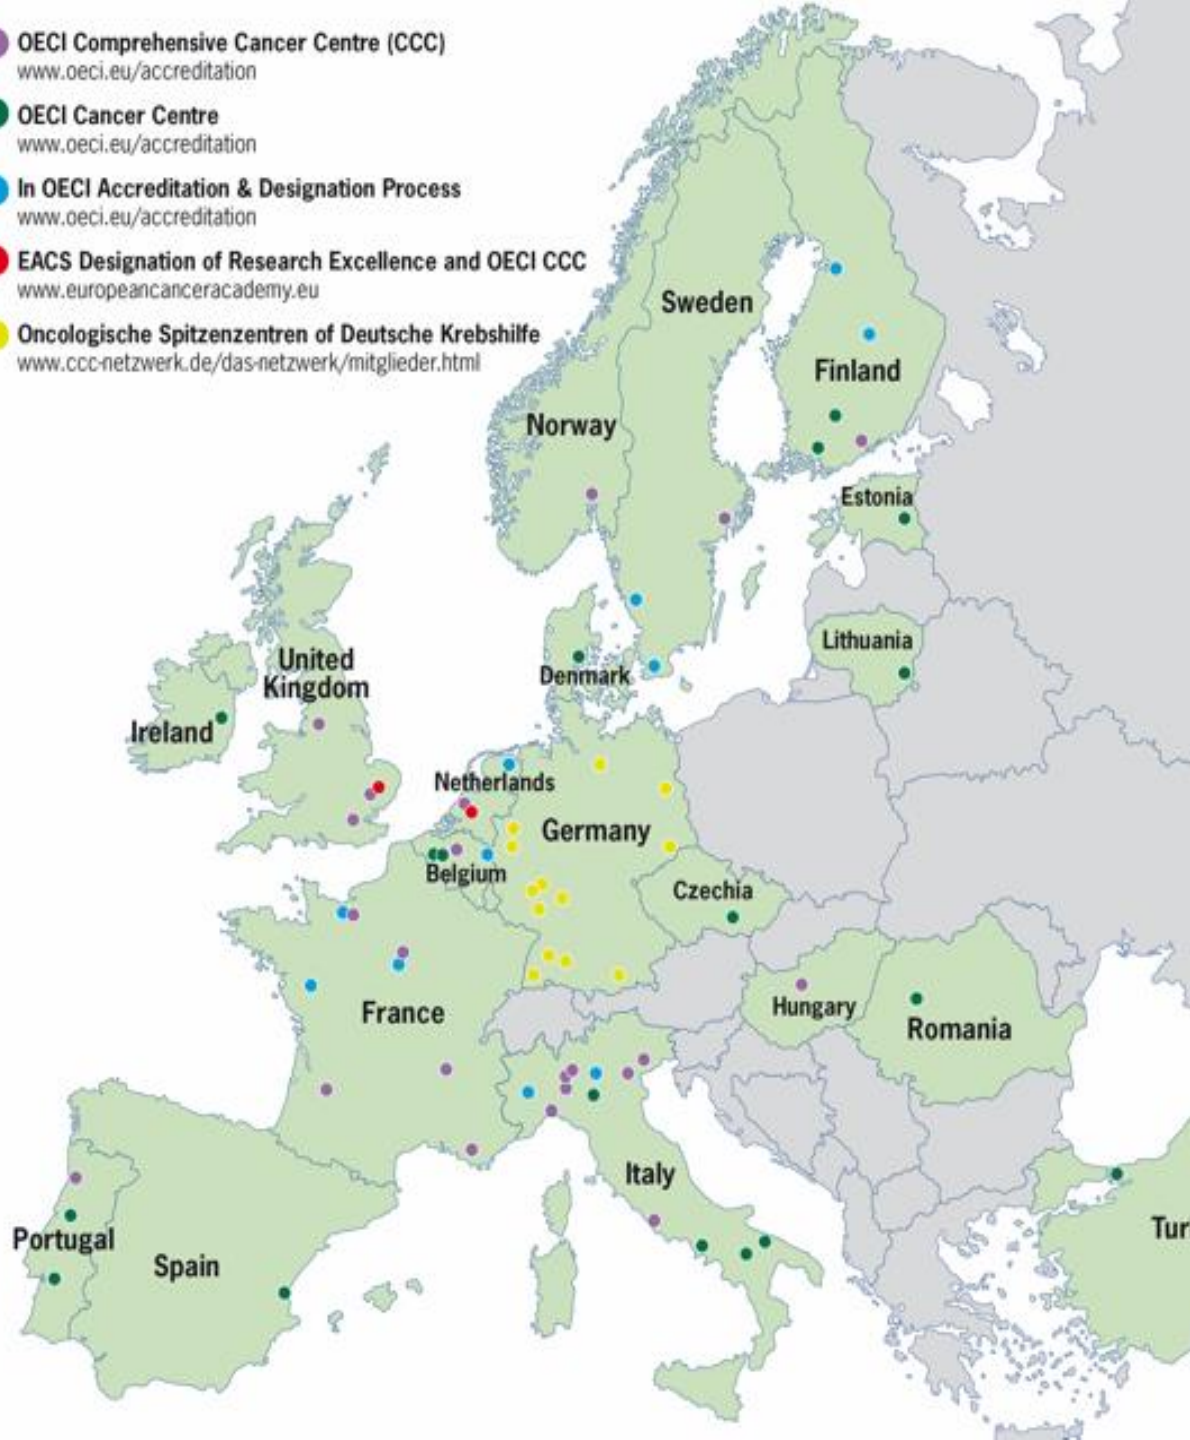 OECI Comprehensive Cancer Centre (CCC)
www.oeci.eu/accreditation
OECI Cancer Centre
www.oeci.eu/accreditation
In OECI Accreditation & Designation Process
www.oeci.eu/accreditation
EACS Designation of Research Excellence and OECI CCC
www.europeancanceracademy.eu
Oncologische Spitzenzentren of Deutsche Krebshilfe
www.ccc-netzwerk.de/das-netzwerk/mitglieder.html
Sweden
Finland
Norway
Estonia
Lithuania
United
Kingdom
Denmark
Ireland
Netherlands
Germany
Belgium
Czechia
France
Hungary
Romania
Italy
Portugal
Spain
Tur